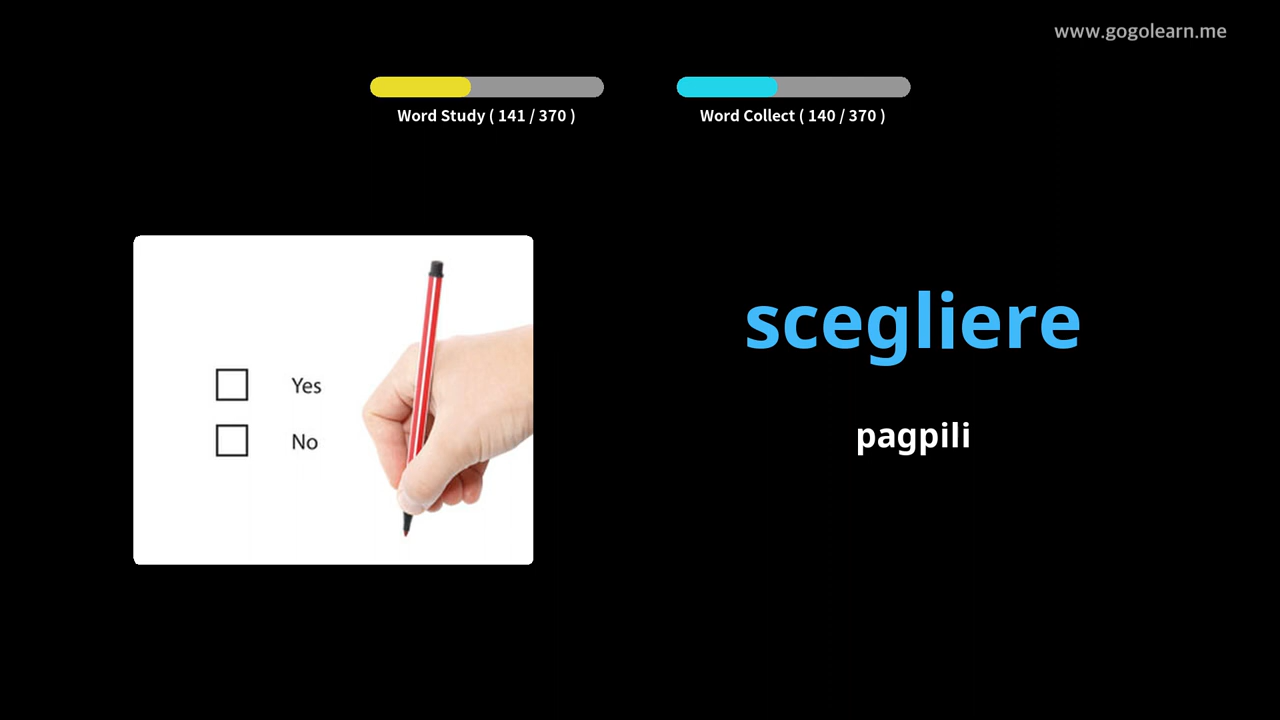 www.gogolearn.me
Word Study ( 141 / 370 )
Word Collect ( 140 / 370 )
Yes
No
scegliere
pagpili